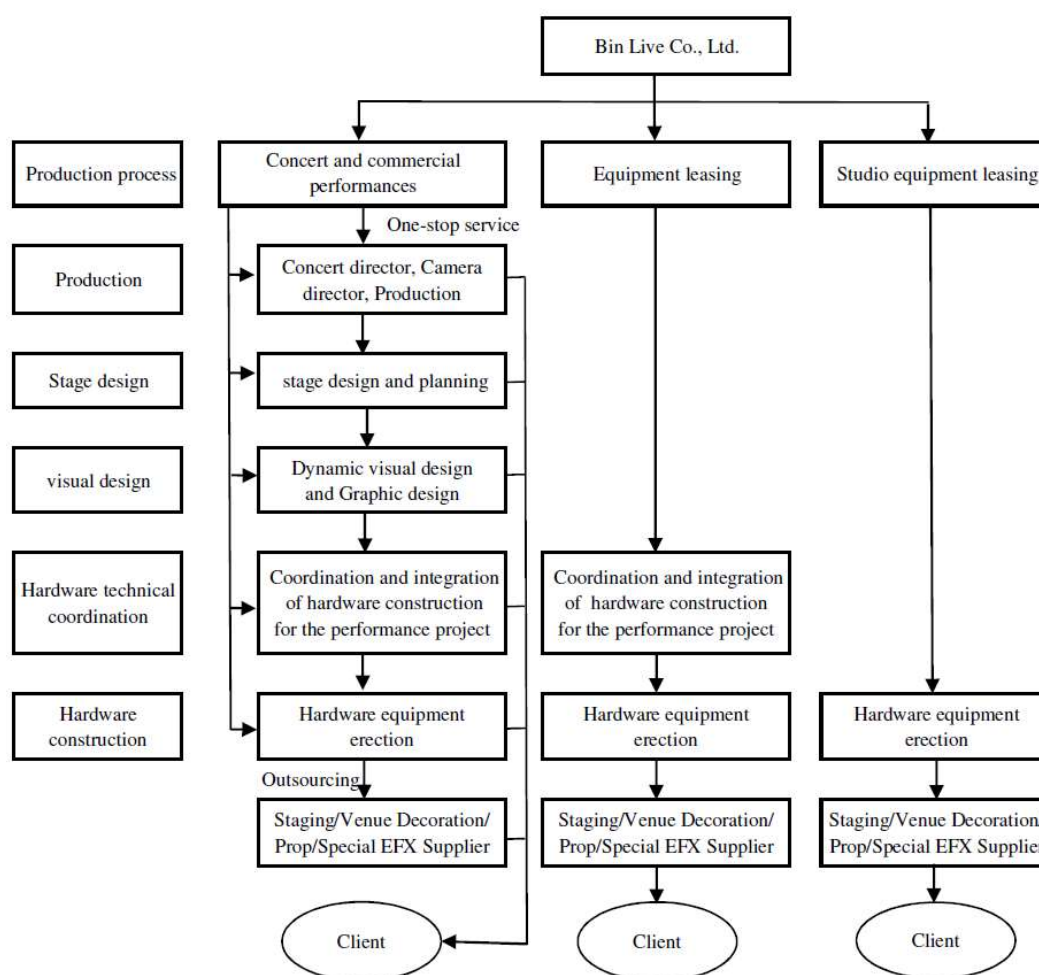 Bin Live Co., Ltd.
Production process
Concert and commercial
performances
Equipment leasing
Studio equipment leasing
One-stop service
Production
Concert director, Camera
director, Production
Stage design
stage design and planning
visual design
Dynamic visual design
and Graphic design
Hardware technical
coordination
Coordination and integration
of hardware construction
for the performance project
Coordination and integration
of hardware construction
for the performance project
Hardware
construction
Hardware equipment
erection
Hardware equipment
erection
Hardware equipment
erection
Outsourcing
Staging/Venue Decoration/
Prop/Special EFX Supplier
Staging/Venue Decoration/
Prop/Special EFX Supplier
Staging/Venue Decoration/
Prop/Special EFX Supplier
Client
Client
Client